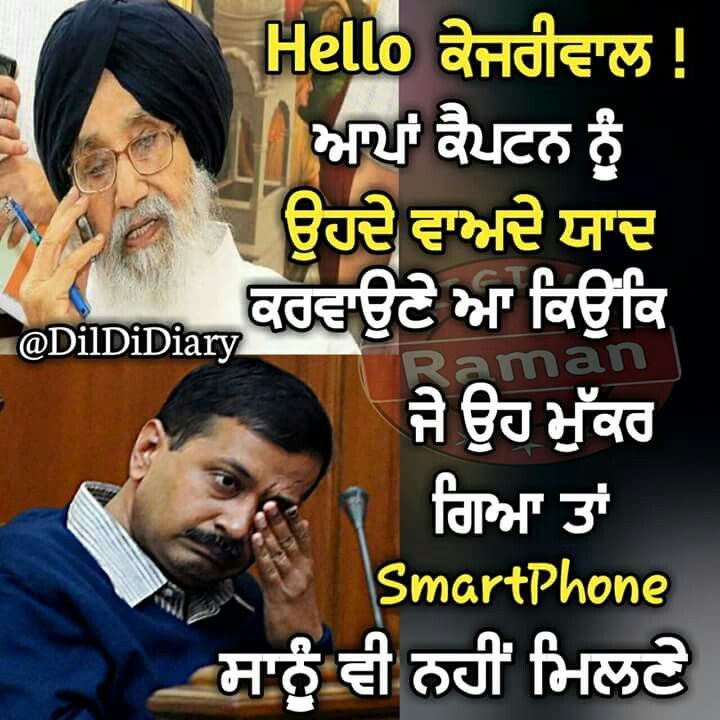 Hello ਕੇਜਰੀਵਾਲ !
ਆਪਾਂ ਕੈਪਟਨ ਨੂੰ
ਉਹਦੇ ਵਾਅਦੇ ਯਾਦ
ਕਰਵਾਉਣੇ ਆ ਕਿਉਂਕਿ
@DilDiDiary
Raman
ਜੇ ਉਹ ਮੁੱਕਰ
ਗਿਆ ਤਾਂ
SmartPhone
ਸਾਨੂੰ ਵੀ ਨਹੀਂ ਮਿਲਣੇ